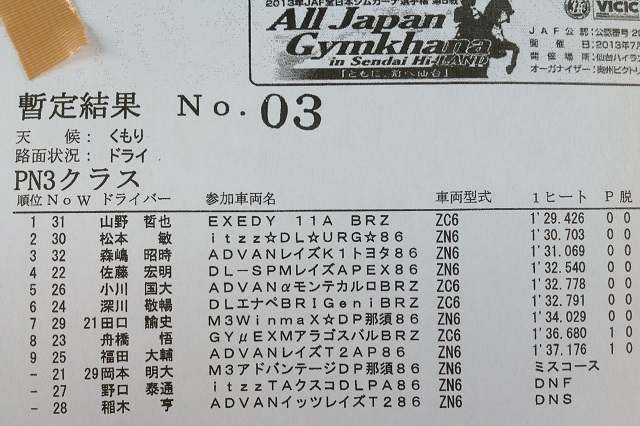 2013年JAF全日本ジムカーナ選手権 第5戦
All Japan
Gymkhana
in Sendai Hi-LAND
VICIC
JAF公認:公認番号20
開催日:2013年7
開催場所:仙台ハイラン
オーガナイザー:奥州ビクトリ
暫定結果 No.03
天候: くもり
路面状況: ドライ
PN3クラス
順位 No W ドライバー 参加車両名 車両型式 1ヒート P 脱
1 31 山野 哲也 EXEDY 11A BRZ ZC6 1'29.426 0 0
2 30 松本 敏 itzz☆DL☆URG☆86 ZN6 1'30.703 0 0
3 32 森嶋 昭時 ADVANレイズK1トヨタ86 ZN6 1'31.069 0 0
4 22 佐藤 宏明 DL-SPMレイズAPEX86 ZN6 1'32.540 0 0
5 26 小川 国大 ADVANαモンテカルロBRZ ZC6 1'32.778 0 0
6 24 深川 敬暢 DLエナペBRIGeniBRZ ZC6 1'32.791 0 0
7 29 21 田口 諭史 M3WinmaX☆DP那須86 ZN6 1'34.029 0 0
8 23 舟橋 悟 GYμEXMアラゴスバルBRZ ZC6 1'36.680 1 0
9 25 福田 大輔 ADVANレイズT2AP86 ZN6 1'37.176 1 0
- 21 29 岡本 明大 M3アドバンテージDP那須86 ZN6 ミスコース
- 27 野口 泰通 itzzTAクスコDLPA86 ZN6 DNF
- 28 稲木 亨 ADVANイッツレイズT286 ZN6 DNS